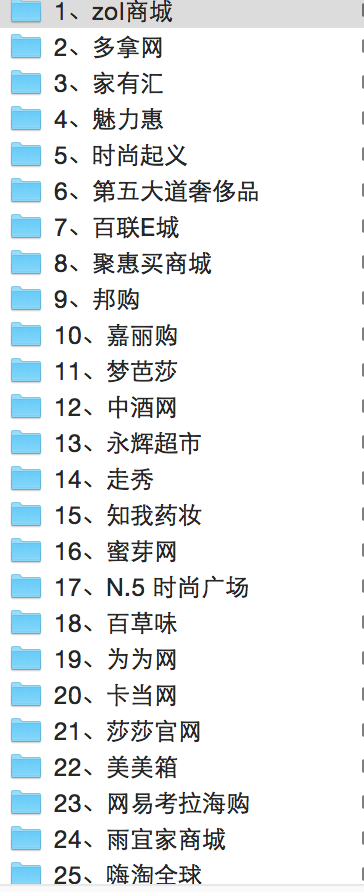 1、zol商城
2、多拿网
3、家有汇
4、魅力惠
5、时尚起义
6、第五大道奢侈品
7、百联E城
8、聚惠买商城
9、邦购
10、嘉丽购
11、梦芭莎
12、中酒网
13、永辉超市
14、走秀
15、知我药妆
16、蜜芽网
17、N.5 时尚广场
18、百草味
19、为为网
20、卡当网
21、莎莎官网
22、美美箱
23、网易考拉海购
24、雨宜家商城
25、嗨淘全球